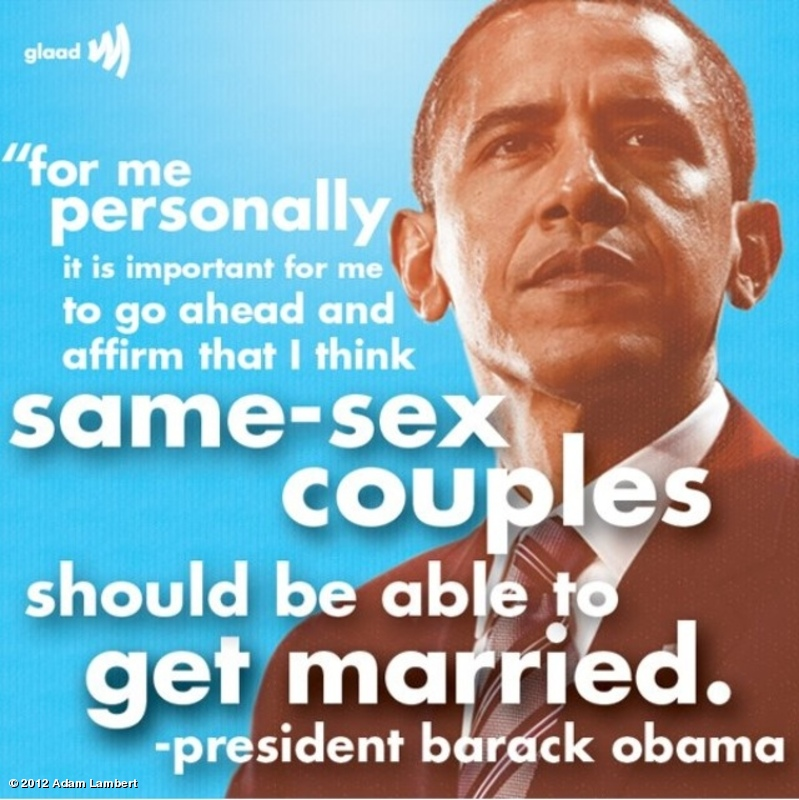 glaad
“for me
personally
it is important for me
to go ahead and
affirm that I think
same-sex
couples
should be able to
get married.
-president barack obama
© 2012 Adam Lambert